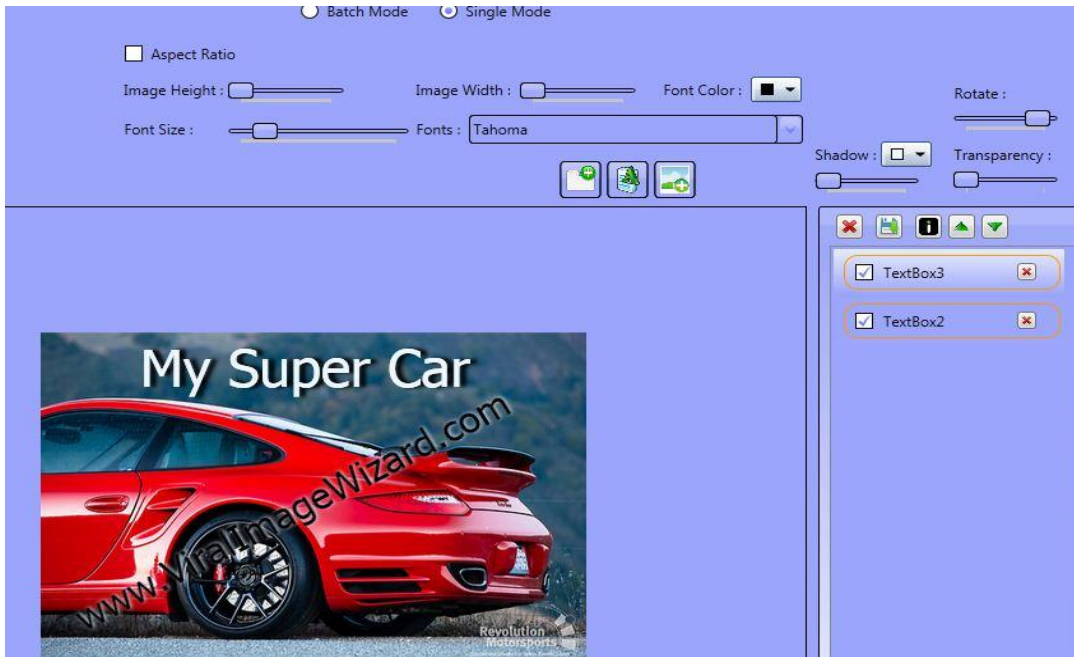 Batch Mode Single Mode
Aspect Ratio
Image Height : Image Width : Font Color : Rotate :
Font Size : Fonts : Tahoma
Shadow : Transparency :
TextBox3
TextBox2
My Super Car
www.ViralImageWizard.com
Revolution
Motorsports